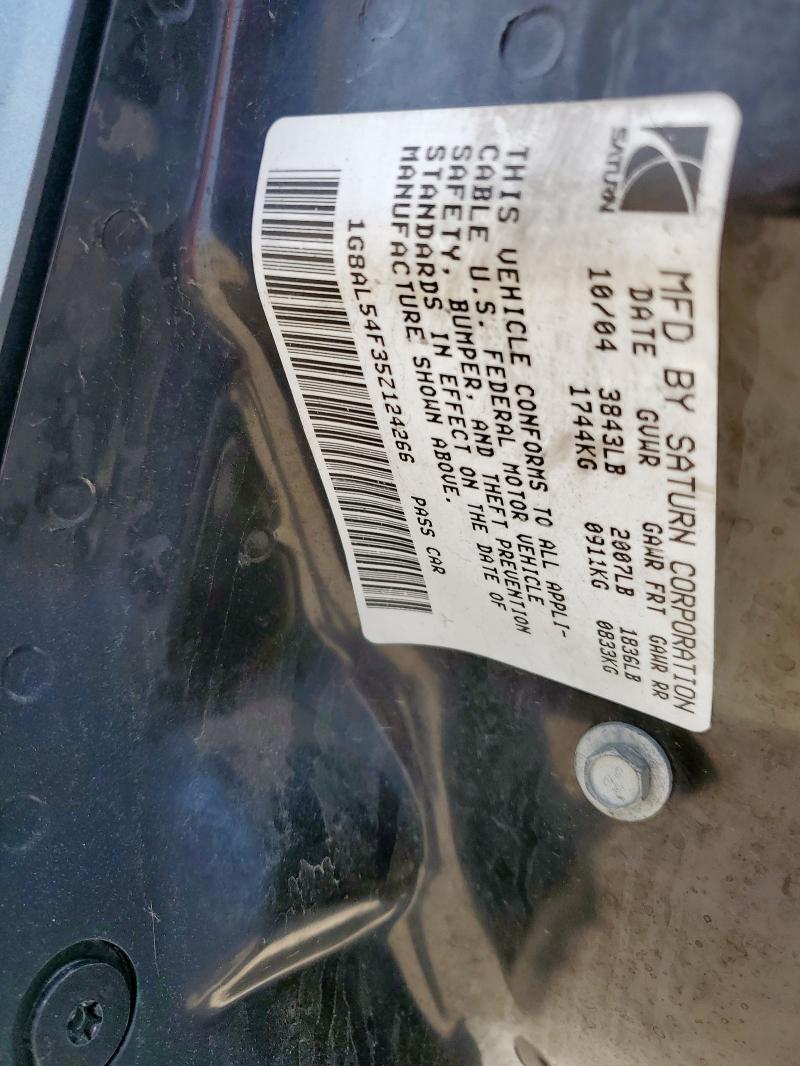 SATURN
MFD BY SATURN CORPORATION
DATE GVWR GAWR FRT GAWR RR
10/04 3843LB 2007LB 1836LB
1744KG 0911KG 0833KG
THIS VEHICLE CONFORMS TO ALL APPLI-
CABLE U.S. FEDERAL MOTOR VEHICLE
SAFETY, BUMPER, AND THEFT PREVENTION
STANDARDS IN EFFECT ON THE DATE OF
MANUFACTURE SHOWN ABOVE.
1G8AL54F35Z124266 PASS CAR